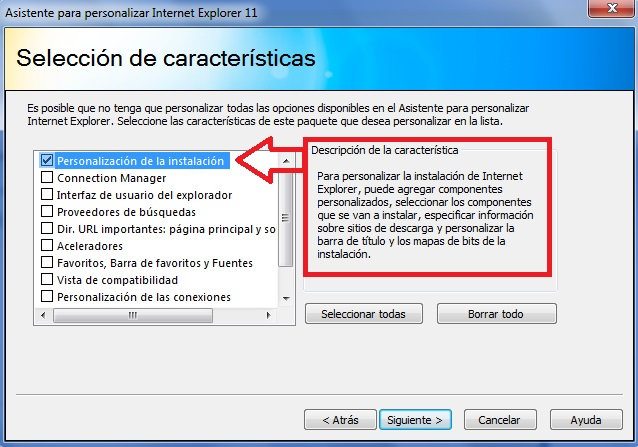 Asistente para personalizar Internet Explorer 11
Selección de características
Es posible que no tenga que personalizar todas las opciones disponibles en el Asistente para personalizar
Internet Explorer. Seleccione las características de este paquete que desea personalizar en la lista.
Personalización de la instalación
Connection Manager
Interfaz de usuario del explorador
Proveedores de búsquedas
Dir. URL importantes: página principal y so
Aceleradores
Favoritos, Barra de favoritos y Fuentes
Vista de compatibilidad
Personalización de las conexiones
Descripción de la característica
Para personalizar la instalación de Internet
Explorer, puede agregar componentes
personalizados, seleccionar los componentes
que se van a instalar, especificar información
sobre sitios de descarga y personalizar la
barra de título y los mapas de bits de la
instalación.
Seleccionar todas
Borrar todo
< Atrás
Siguiente >
Cancelar
Ayuda